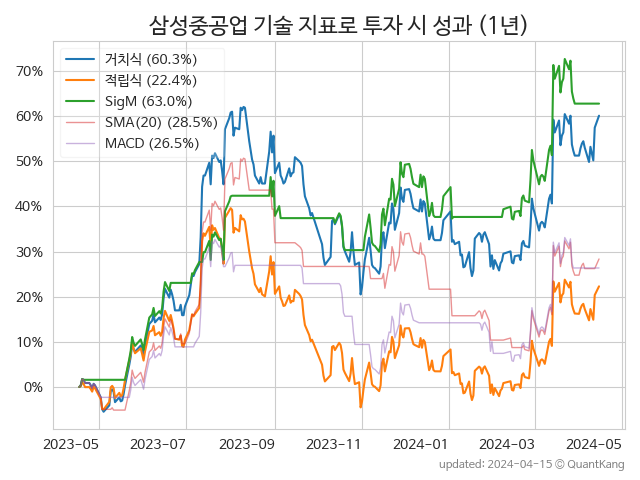 삼성중공업 기술 지표로 투자 시 성과 (1년)
거치식 (60.3%)
적립식 (22.4%)
SigM (63.0%)
SMA(20) (28.5%)
MACD (26.5%)
70%
60%
50%
40%
30%
20%
10%
0%
2023-05 2023-07 2023-09 2023-11 2024-01 2024-03 2024-05
updated: 2024-04-15 © QuantKang